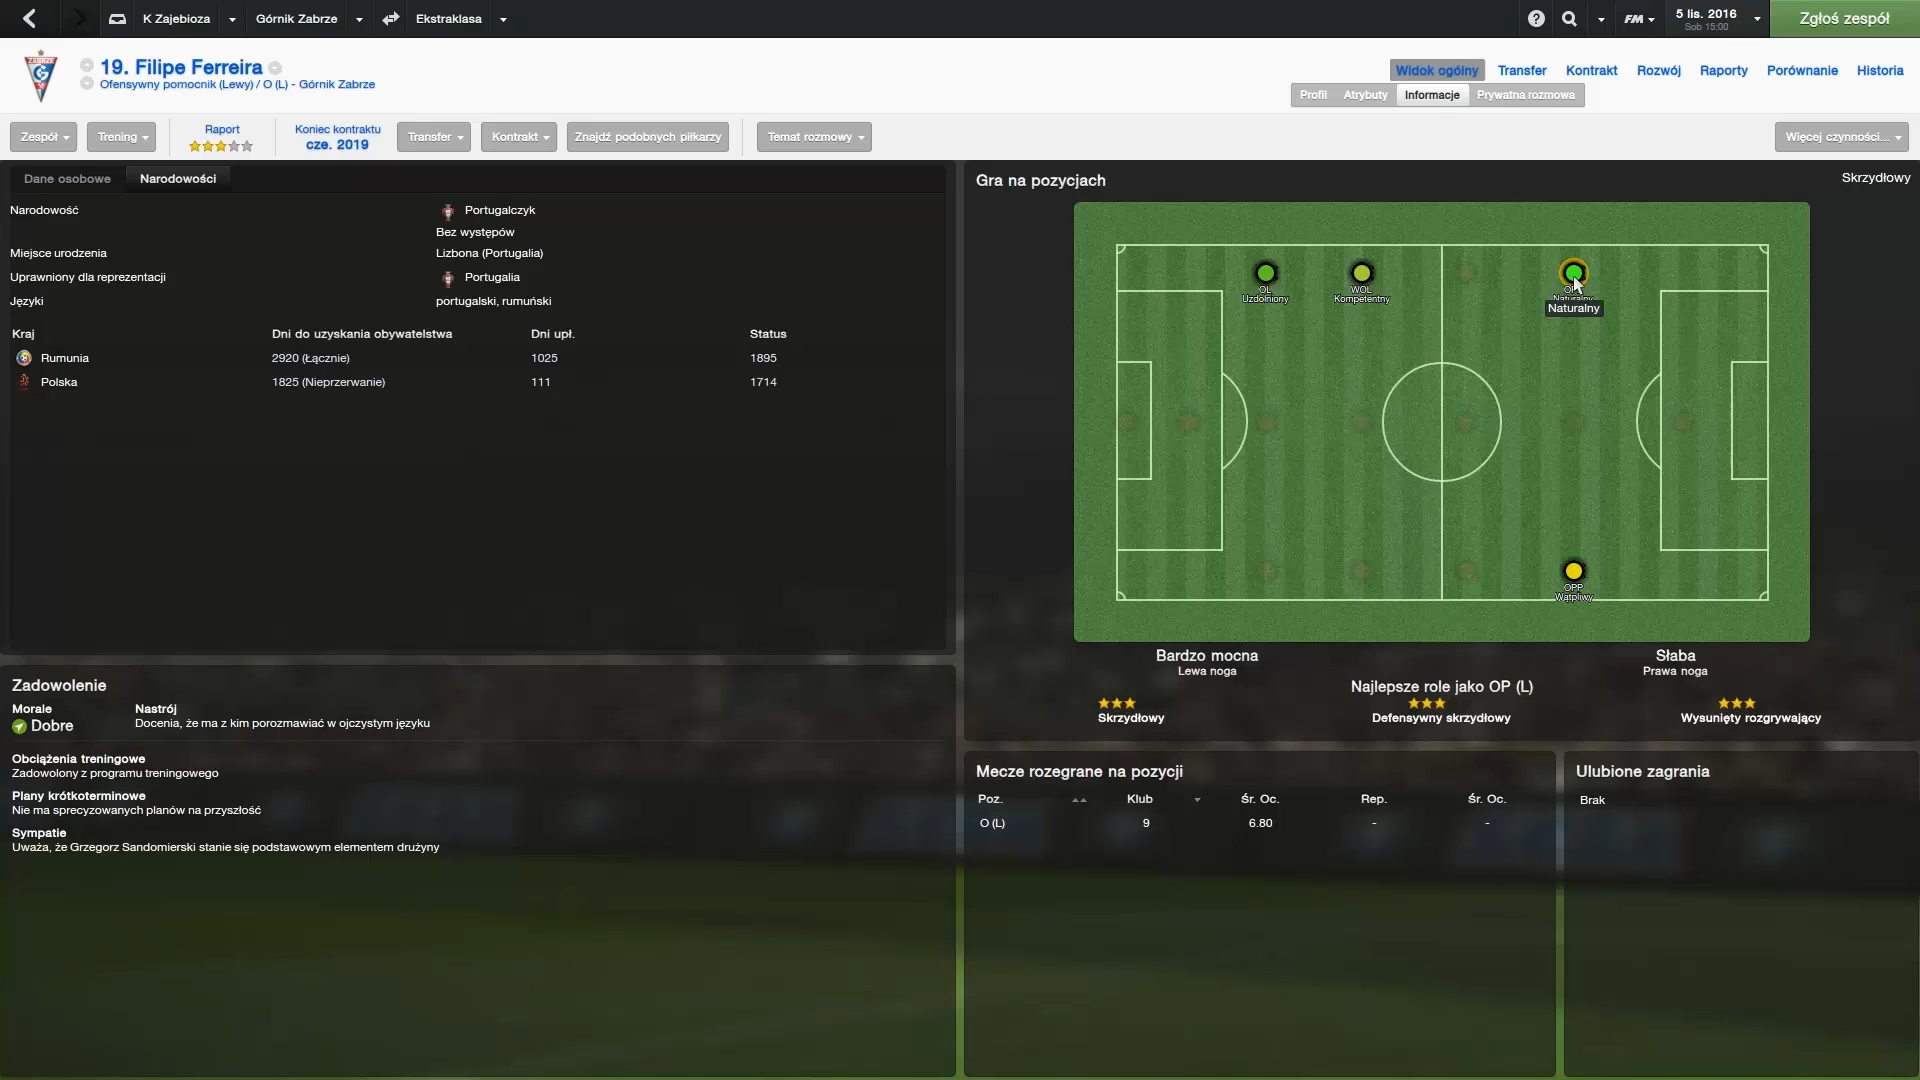 K Zajebioza
Górnik Zabrze
Ekstraklasa
FM
5 lis. 2016
Sob 15:00
Zgłoś zespół
19. Filipe Ferreira
Ofensywny pomocnik (Lewy) / O (L) - Górnik Zabrze
Widok ogólny
Transfer
Kontrakt
Rozwój
Raporty
Porównanie
Historia
Profil
Atrybuty
Informacje
Prywatna rozmowa
Zespół
Trening
Raport
Koniec kontraktu
cze. 2019
Transfer
Kontrakt
Znajdź podobnych piłkarzy
Temat rozmowy
Więcej czynności...
Dane osobowe
Narodowości
Narodowość
Portugalczyk
Bez występów
Miejsce urodzenia
Lizbona (Portugalia)
Uprawniony dla reprezentacji
Portugalia
Języki
portugalski, rumuński
Kraj Dni do uzyskania obywatelstwa Dni upł. Status
Rumunia 2920 (Łącznie) 1025 1895
Polska 1825 (Nieprzerwanie) 111 1714
Gra na pozycjach
Skrzydłowy
OL
Uzdolniony
WOL
Kompetentny
Naturalny
Naturalny
OPP
Wątpliwy
Bardzo mocna
Lewa noga
Słaba
Prawa noga
Najlepsze role jako OP (L)
Skrzydłowy
Defensywny skrzydłowy
Wysunięty rozgrywający
Zadowolenie
Morale
Dobre
Nastrój
Docenia, że ma z kim porozmawiać w ojczystym języku
Obciążenia treningowe
Zadowolony z programu treningowego
Plany krótkoterminowe
Nie ma sprecyzowanych planów na przyszłość
Sympatie
Uważa, że Grzegorz Sandomierski stanie się podstawowym elementem drużyny
Mecze rozegrane na pozycji
Poz. Klub Śr. Oc. Rep. Śr. Oc.
O (L) 9 6.80 - -
Ulubione zagrania
Brak